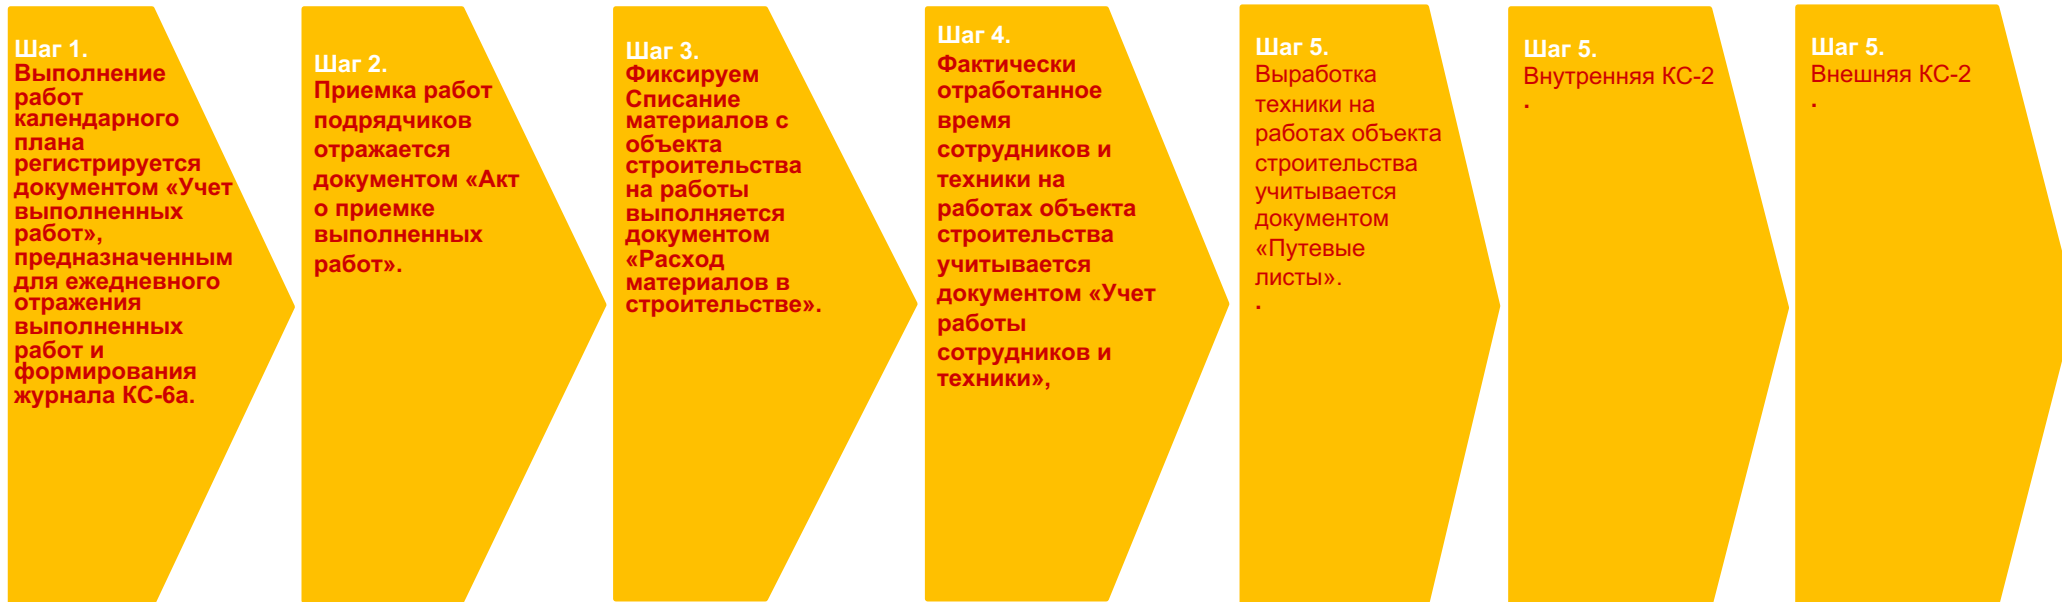 Шаг 1.
Выполнение
работ
календарного
плана
регистрируется
документом «Учет
выполненных
работ»,
предназначенным
для ежедневного
отражения
выполненных
работ и
формирования
журнала КС-6а.
Шаг 2.
Приемка работ
подрядчиков
отражается
документом «Акт
о приемке
выполненных
работ».
Шаг 3.
Фиксируем
Списание
материалов с
объекта
строительства
на работы
выполняется
документом
«Расход
материалов в
строительстве».
Шаг 4.
Фактически
отработанное
время
сотрудников и
техники на
работах объекта
строительства
учитывается
документом «Учет
работы
сотрудников и
техники»,
Шаг 5.
Выработка
техники на
работах объекта
строительства
учитывается
документом
«Путевые
листы».
.
Шаг 5.
Внутренняя КС-2
.
Шаг 5.
Внешняя КС-2
.